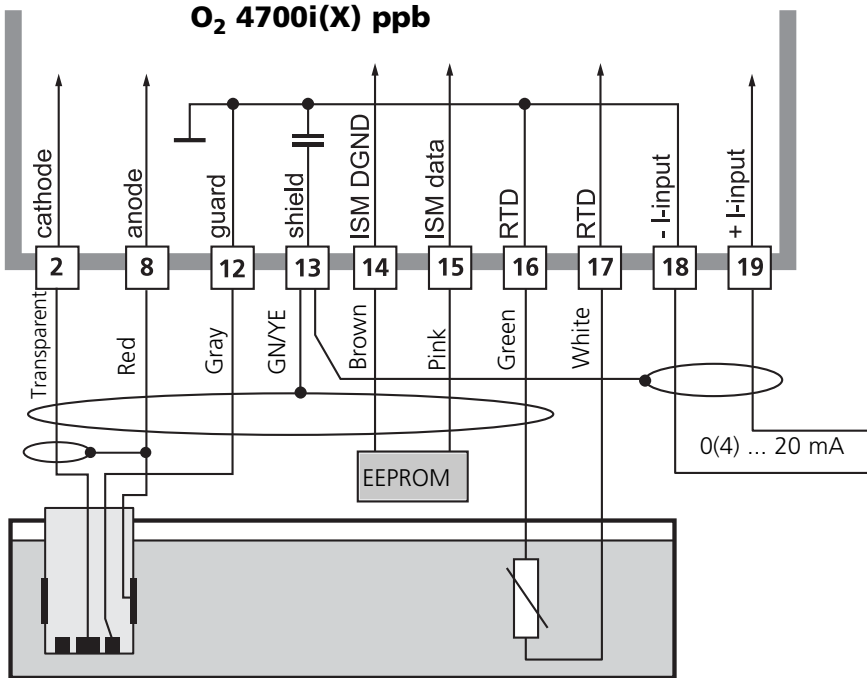 O₂ 4700i(X) ppb
cathode
anode
guard
shield
ISM DGND
ISM data
RTD
RTD
- I-input
+ I-input
2
8
12
13
14
15
16
17
18
19
Transparent
Red
Gray
GN/YE
Brown
Pink
Green
White
0(4) ... 20 mA
EEPROM